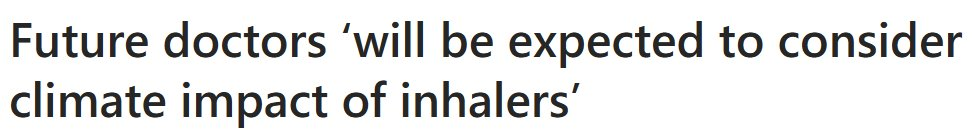 Future doctors ‘will be expected to consider
climate impact of inhalers’